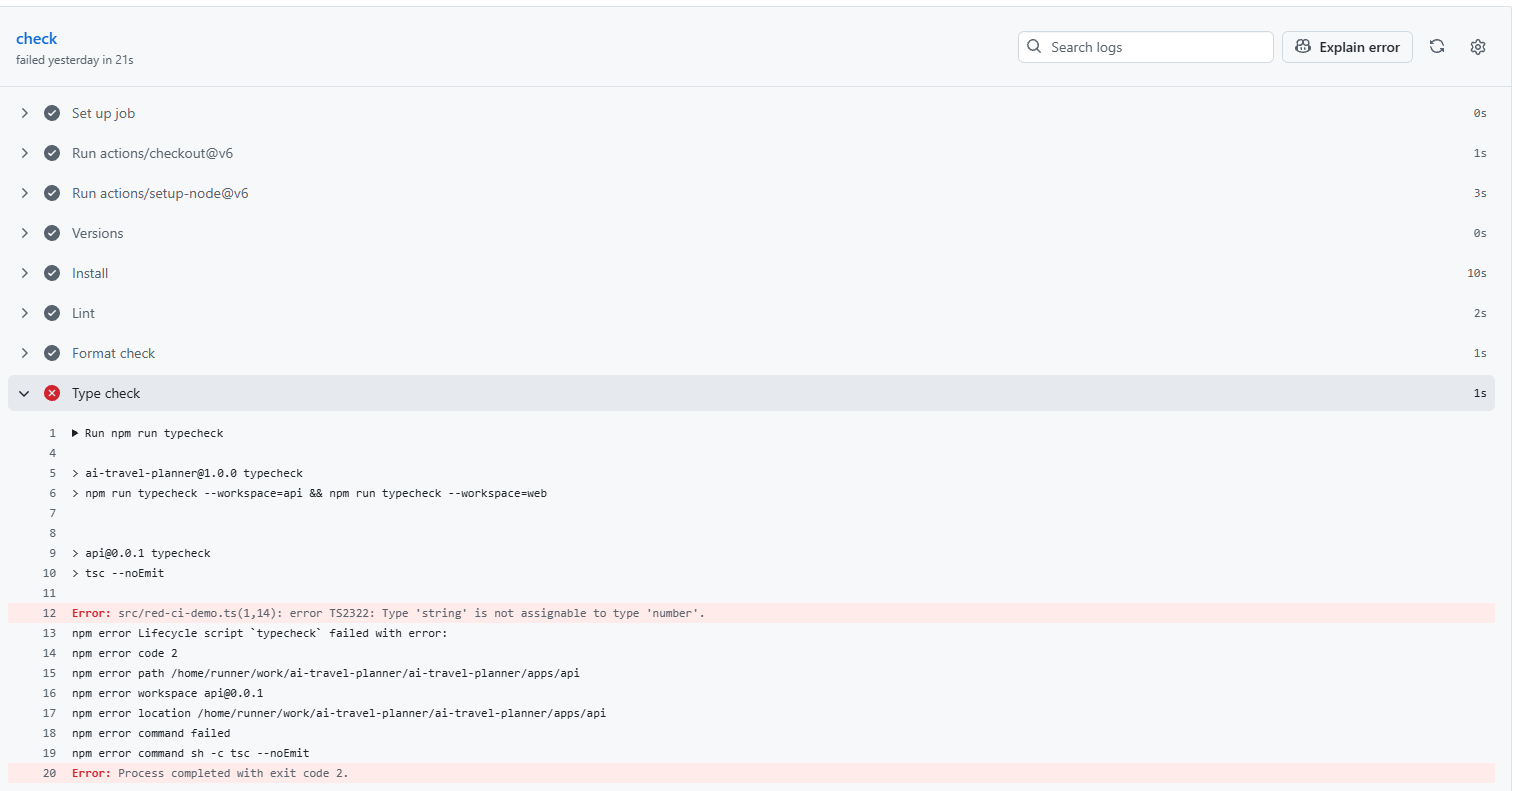 check
failed yesterday in 21s
Search logs
Explain error
Set up job 0s
Run actions/checkout@v6 1s
Run actions/setup-node@v6 3s
Versions 0s
Install 10s
Lint 2s
Format check 1s
Type check 1s
1 Run npm run typecheck
4
5 > ai-travel-planner@1.0.0 typecheck
6 > npm run typecheck --workspace=api && npm run typecheck --workspace=web
7
8
9 > api@0.0.1 typecheck
10 > tsc --noEmit
11
12 Error: src/red-ci-demo.ts(1,14): error TS2322: Type 'string' is not assignable to type 'number'.
13 npm error Lifecycle script `typecheck` failed with error:
14 npm error code 2
15 npm error path /home/runner/work/ai-travel-planner/ai-travel-planner/apps/api
16 npm error workspace api@0.0.1
17 npm error location /home/runner/work/ai-travel-planner/ai-travel-planner/apps/api
18 npm error command failed
19 npm error command sh -c tsc --noEmit
20 Error: Process completed with exit code 2.